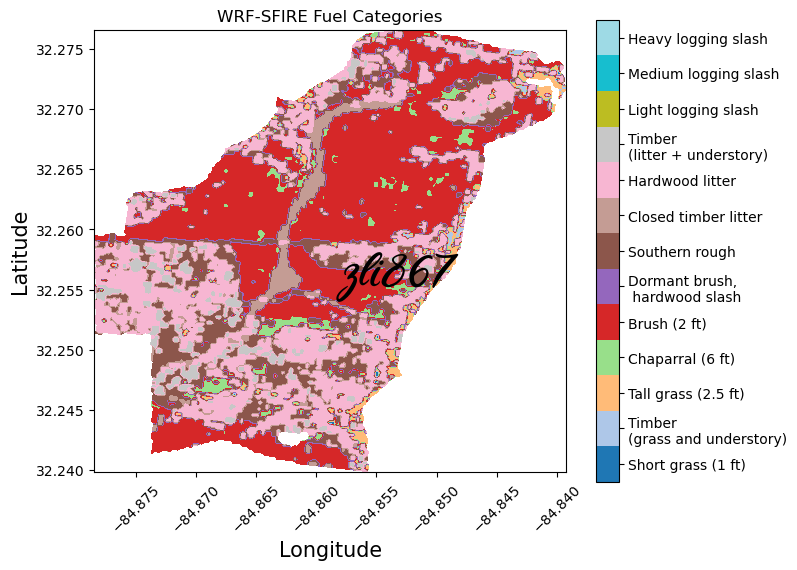 WRF-SFIRE Fuel Categories
32.275
32.270
32.265
32.260
32.255
32.250
32.245
32.240
Latitude
−84.875
−84.870
−84.865
−84.860
−84.855
−84.850
−84.845
−84.840
Longitude
zli867
Heavy logging slash
Medium logging slash
Light logging slash
Timber
(litter + understory)
Hardwood litter
Closed timber litter
Southern rough
Dormant brush,
hardwood slash
Brush (2 ft)
Chaparral (6 ft)
Tall grass (2.5 ft)
Timber
(grass and understory)
Short grass (1 ft)